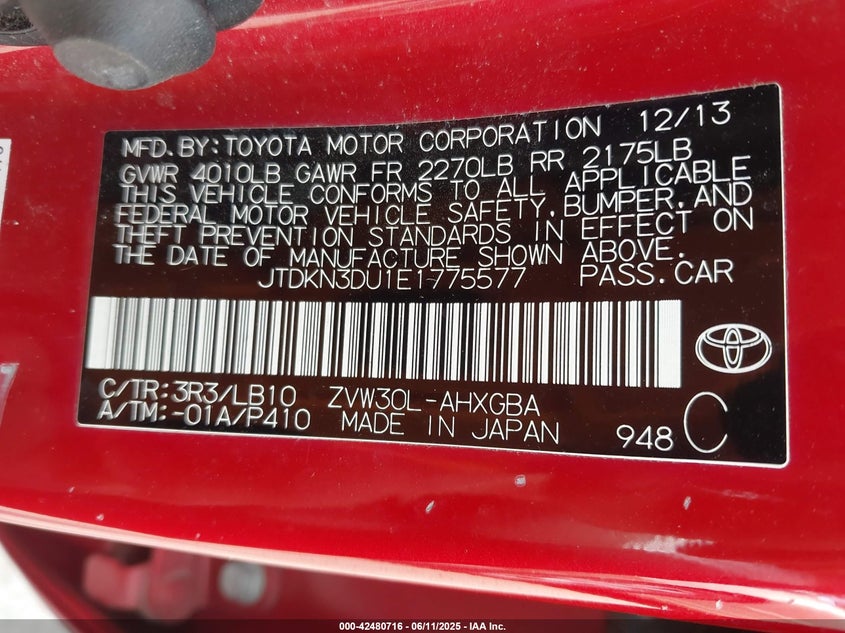 MFD.BY:TOYOTA MOTOR CORPORATION 12/13
GVWR 4010LB GAWR FR 2270LB RR 2175LB
THIS VEHICLE CONFORMS TO ALL APPLICABLE
FEDERAL MOTOR VEHICLE SAFETY,BUMPER,AND
THEFT PREVENTION STANDARDS IN EFFECT ON
THE DATE OF MANUFACTURE SHOWN ABOVE.
JTDKN3DU1E1775577 PASS.CAR
C/TR:3R3/LB10 ZVW30L-AHXGBA
A/TM:-01A/P410 MADE IN JAPAN
948 C
000-42480716 - 06/11/2025 - IAA Inc.